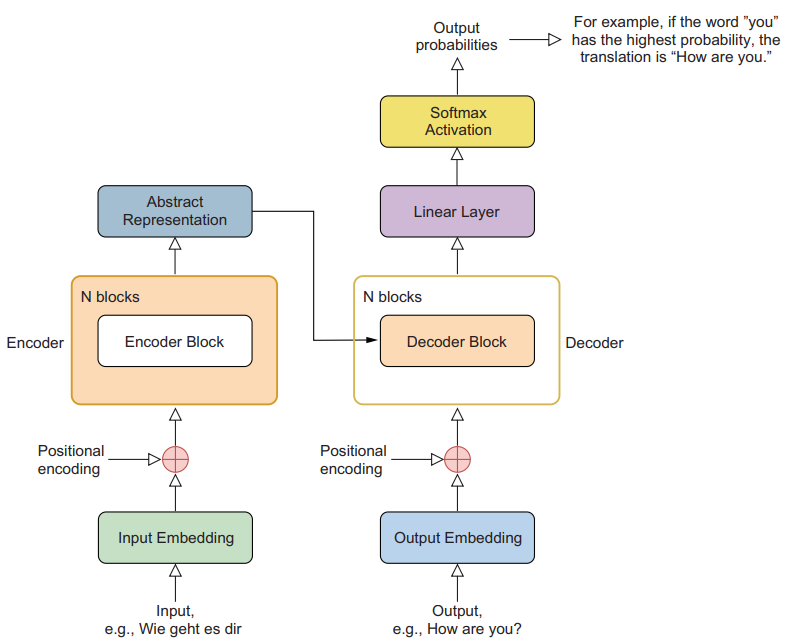 Output
probabilities
For example, if the word ”you”
has the highest probability, the
translation is “How are you.”
Softmax
Activation
Abstract
Representation
Linear Layer
N blocks
N blocks
Encoder
Encoder Block
Decoder Block
Decoder
Positional
encoding
Positional
encoding
Input Embedding
Output Embedding
Input,
e.g., Wie geht es dir
Output,
e.g., How are you?